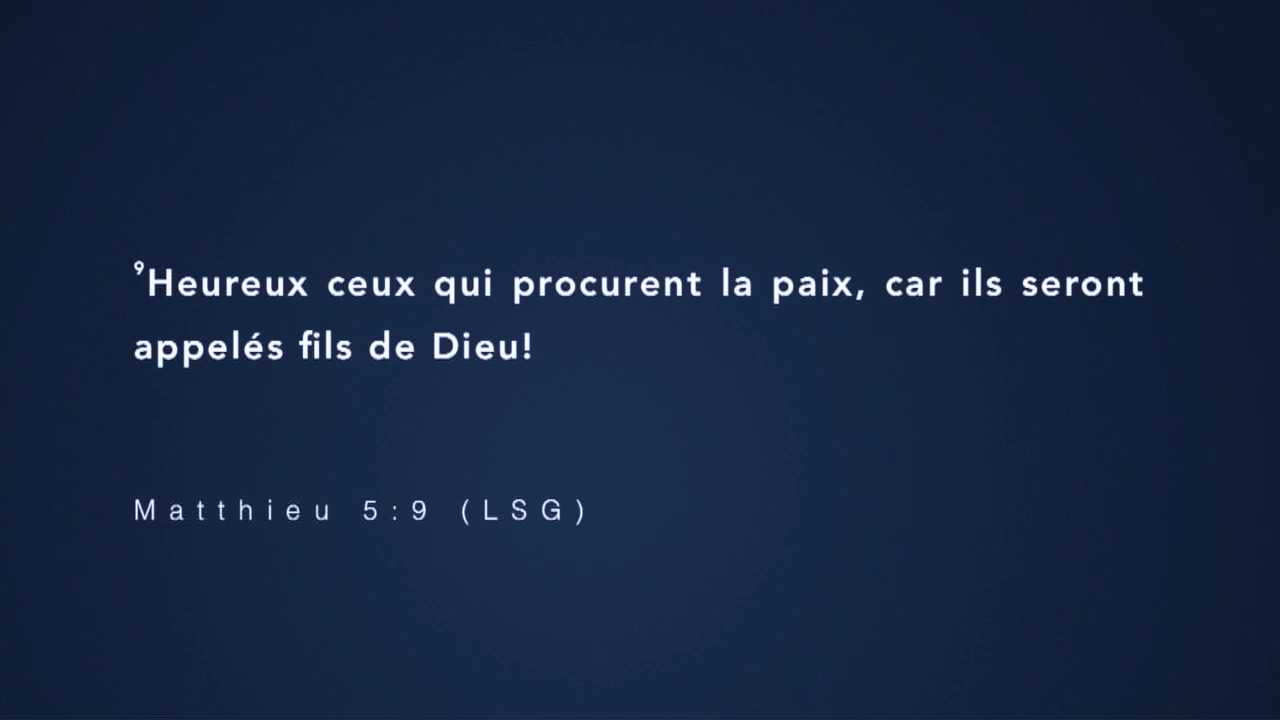 ⁹Heureux ceux qui procurent la paix, car ils seront
appelés fils de Dieu!
Matthieu 5:9 (LSG)